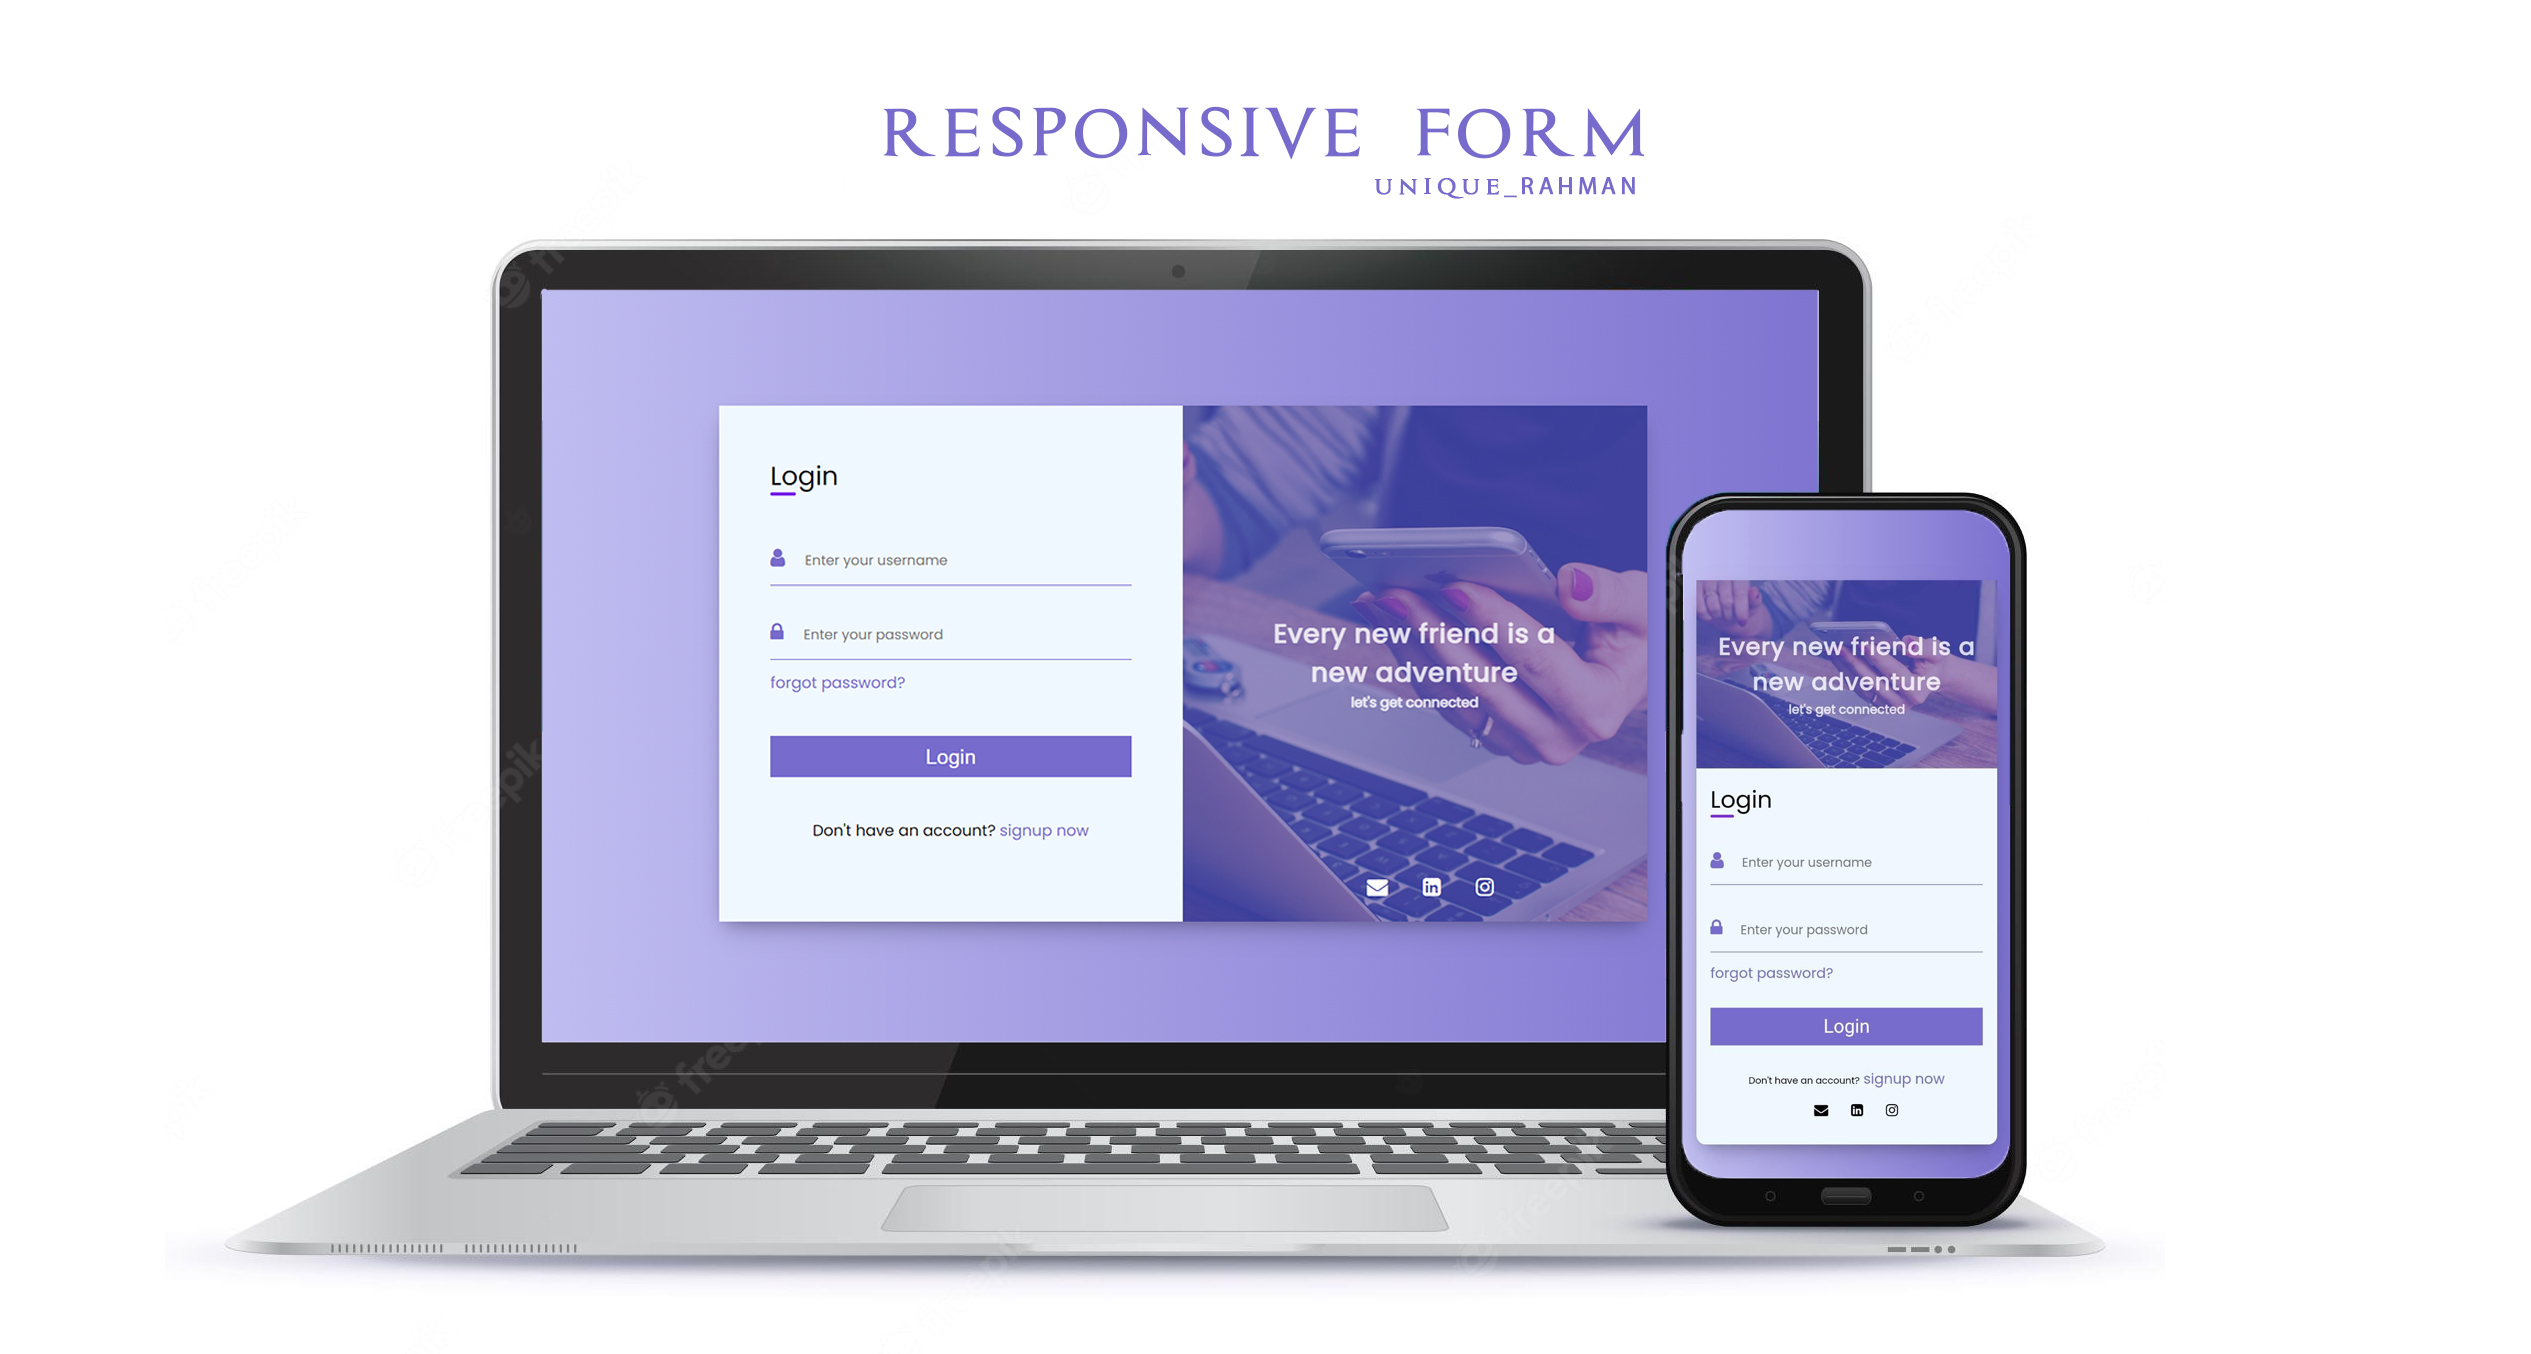 RESPONSIVE FORM
UNIQUE_RAHMAN
Login
Enter your username
Enter your password
forgot password?
Login
Don't have an account? signup now
Every new friend is a
new adventure
let's get connected
Every new friend is a
new adventure
let's get connected
Login
Enter your username
Enter your password
forgot password?
Login
Don't have an account? signup now
freepik
freepik